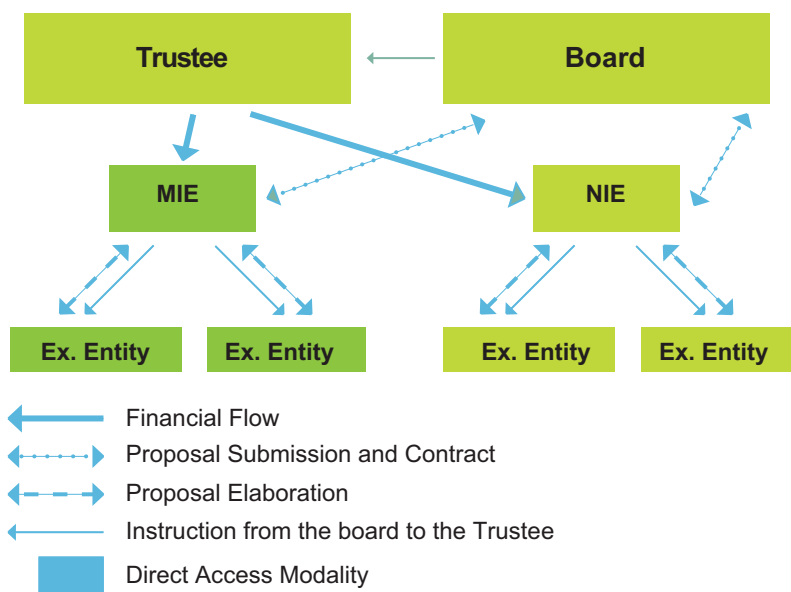 Trustee
Board
MIE
NIE
Ex. Entity
Ex. Entity
Ex. Entity
Ex. Entity
Financial Flow
Proposal Submission and Contract
Proposal Elaboration
Instruction from the board to the Trustee
Direct Access Modality